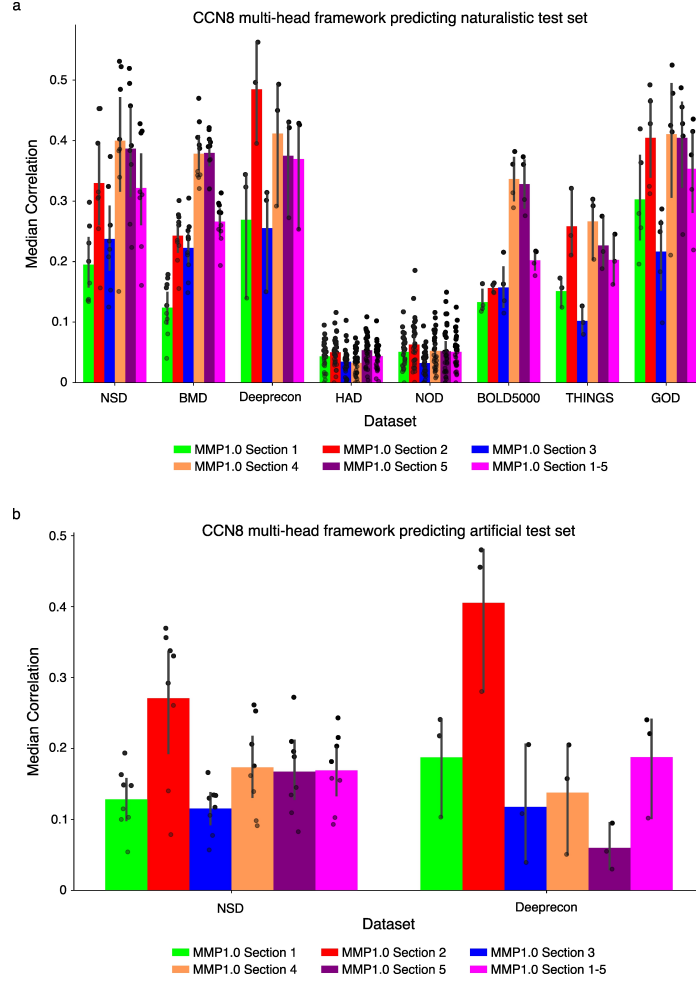 a
CCN8 multi-head framework predicting naturalistic test set
0.5
0.4
0.3
0.2
0.1
0
Median Correlation
NSD BMD Deeprecon HAD NOD BOLD5000 THINGS GOD
Dataset
MMP1.0 Section 1 MMP1.0 Section 2 MMP1.0 Section 3
MMP1.0 Section 4 MMP1.0 Section 5 MMP1.0 Section 1-5
b
CCN8 multi-head framework predicting artificial test set
0.5
0.4
0.3
0.2
0.1
0
Median Correlation
NSD Deeprecon
Dataset
MMP1.0 Section 1 MMP1.0 Section 2 MMP1.0 Section 3
MMP1.0 Section 4 MMP1.0 Section 5 MMP1.0 Section 1-5